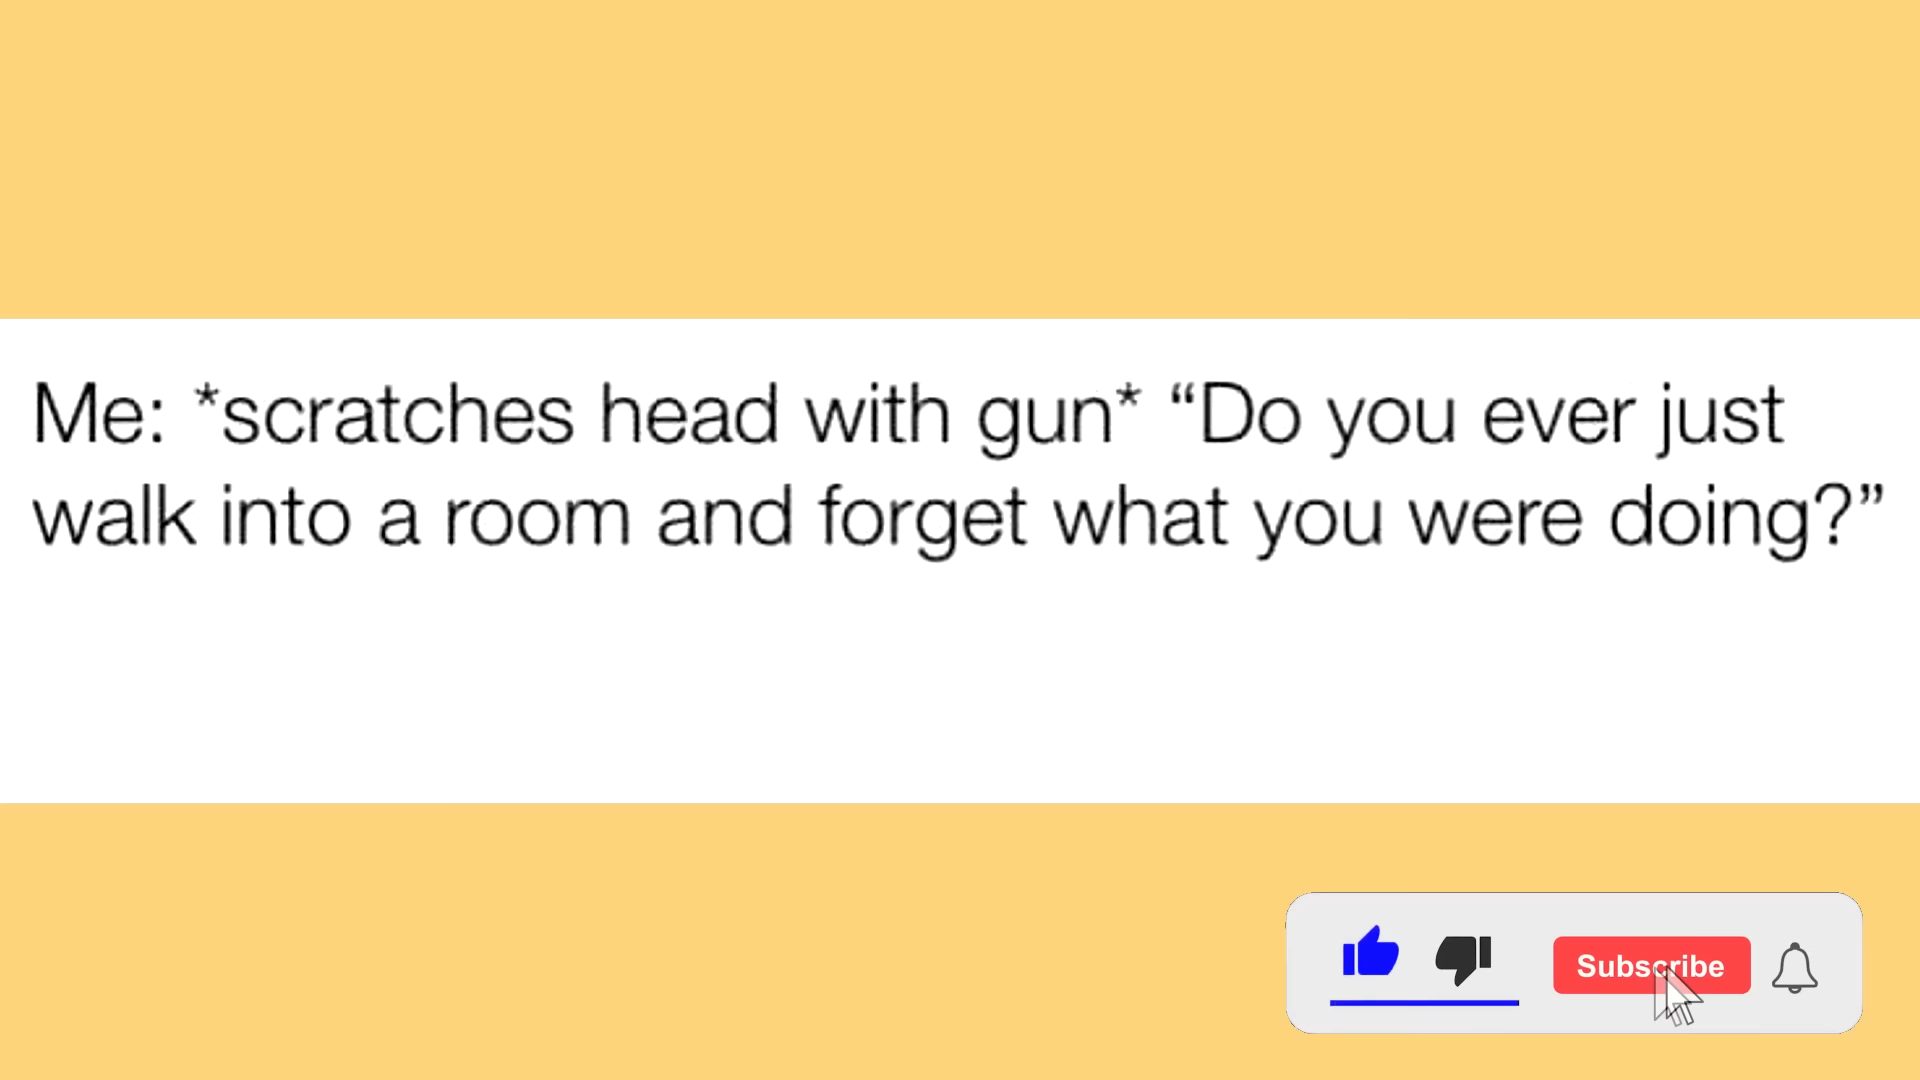 Me: *scratches head with gun* “Do you ever just
walk into a room and forget what you were doing?”
Subscribe